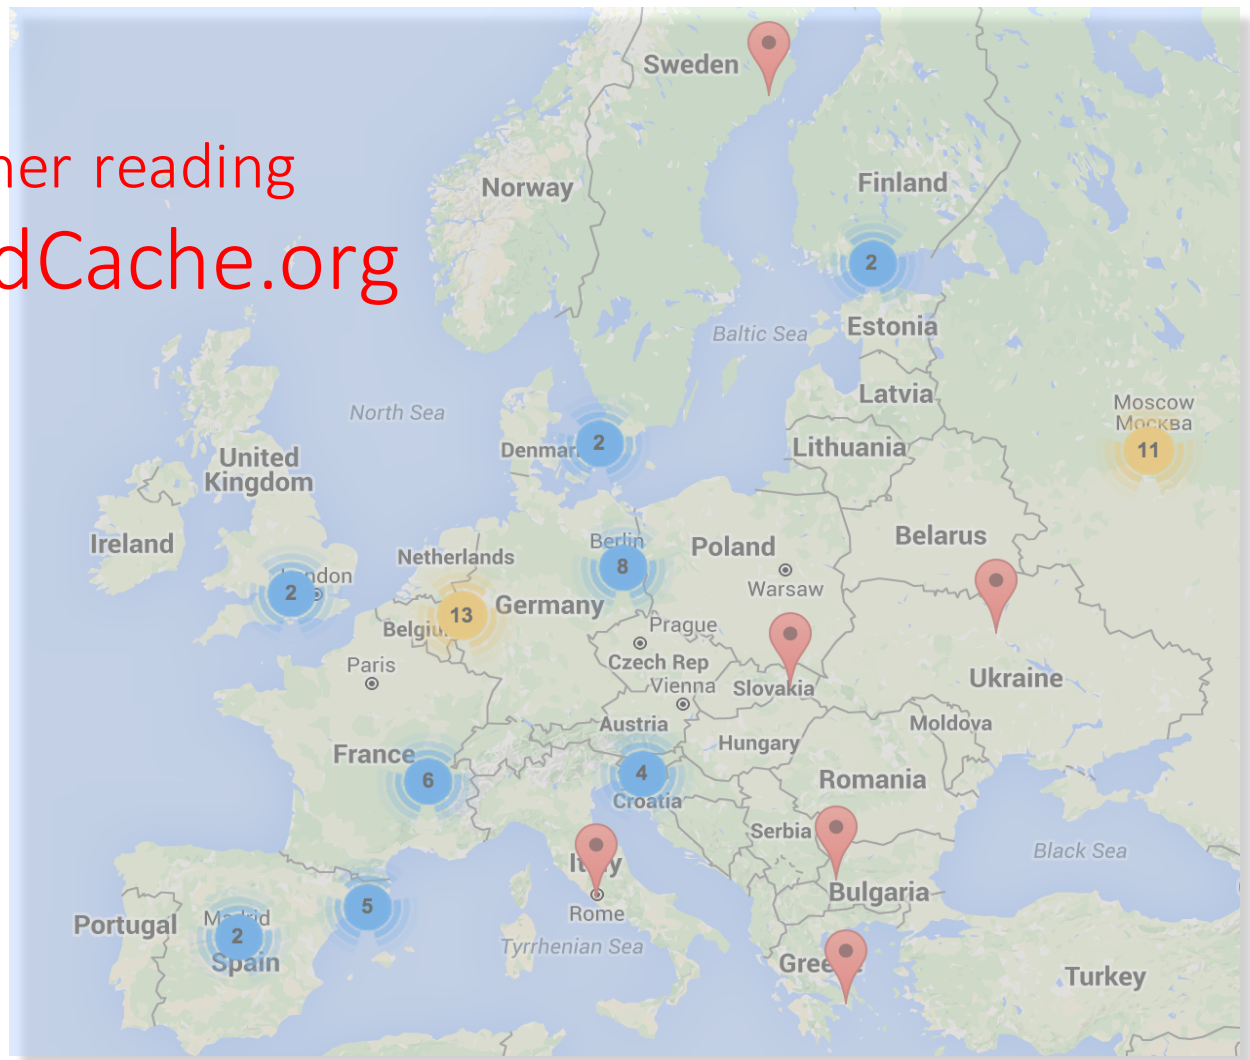 Sweden
ner reading
Norway
Finland
dCache.org
2
Estonia
Baltic Sea
Latvia
Moscow
Москва
North Sea
2
11
Lithuania
United
Kingdom
Belarus
Ireland
Netherlands
Berlin
Poland
8
2
Warsaw
13
Germany
Prague
Paris
Czech Rep
Vienna
Slovakia
Ukraine
Austria
Moldova
Hungary
France
6
4
Romania
Croatia
Serbia
Black Sea
Bulgaria
5
Rome
Portugal
2
Tyrrhenian Sea
Spain
Turkey